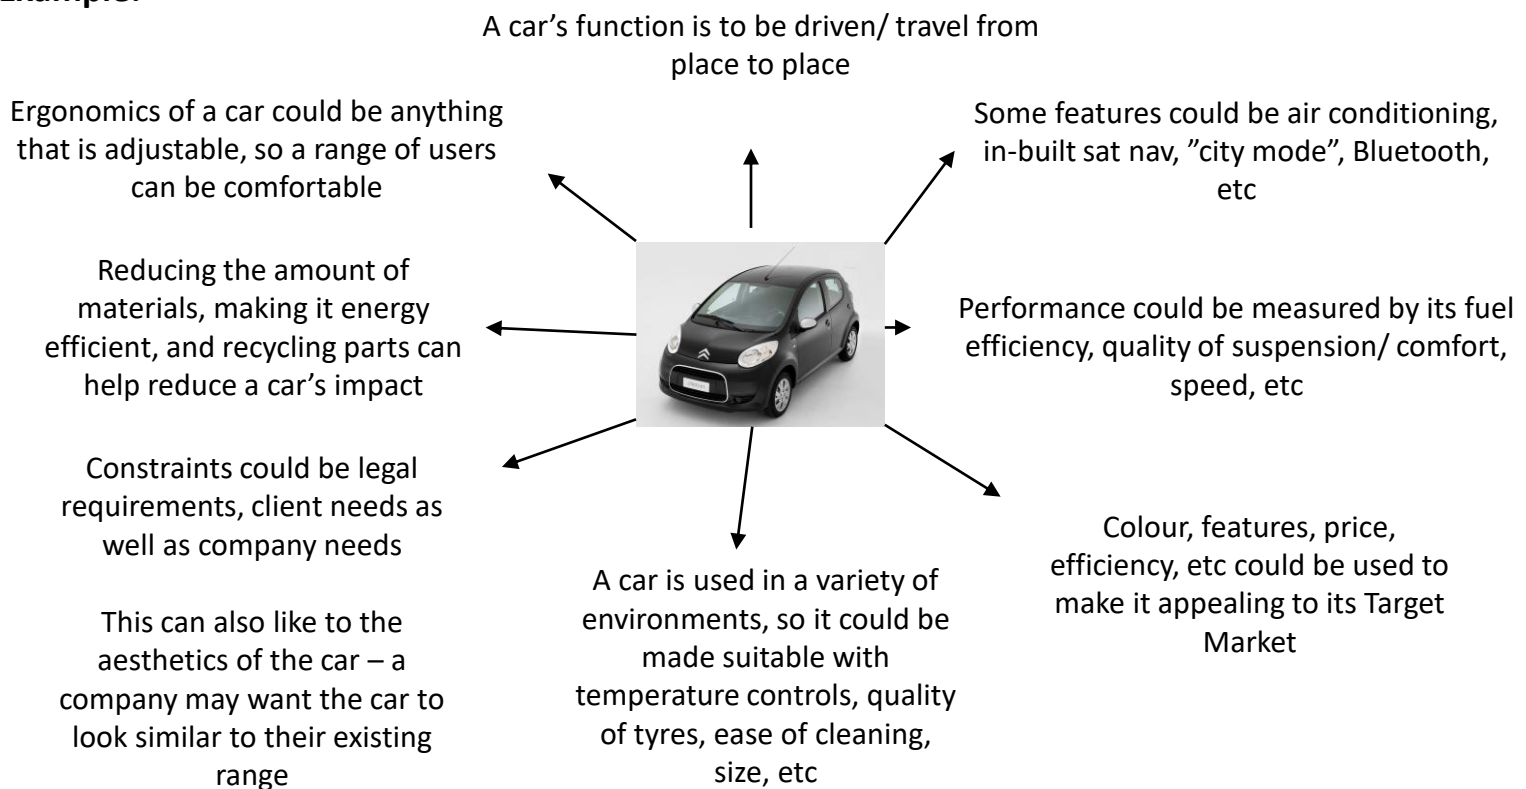 Example:
A car’s function is to be driven/ travel from
place to place
Ergonomics of a car could be anything
that is adjustable, so a range of users
can be comfortable
Some features could be air conditioning,
in-built sat nav, ”city mode”, Bluetooth,
etc
Reducing the amount of
materials, making it energy
efficient, and recycling parts can
help reduce a car’s impact
Performance could be measured by its fuel
efficiency, quality of suspension/ comfort,
speed, etc
Constraints could be legal
requirements, client needs as
well as company needs
This can also like to the
aesthetics of the car – a
company may want the car to
look similar to their existing
range
A car is used in a variety of
environments, so it could be
made suitable with
temperature controls, quality
of tyres, ease of cleaning,
size, etc
Colour, features, price,
efficiency, etc could be used to
make it appealing to its Target
Market